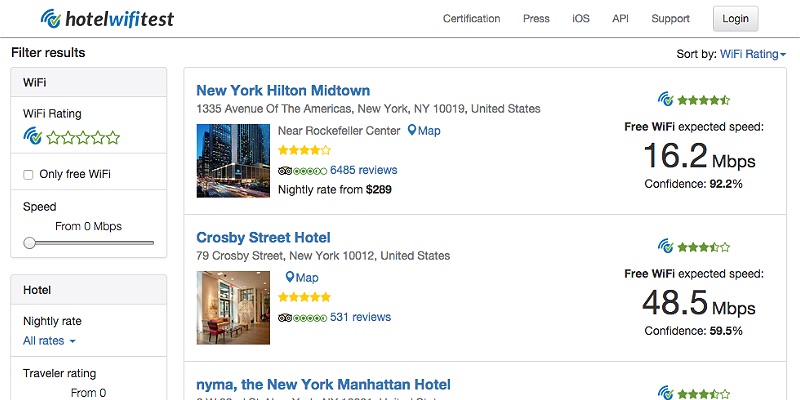 hotelwifitest
Certification Press iOS API Support Login
Filter results
Sort by: WiFi Rating
WiFi
WiFi Rating
Only free WiFi
Speed
From 0 Mbps
Hotel
Nightly rate
All rates
Traveler rating
From 0
New York Hilton Midtown
1335 Avenue Of The Americas, New York, NY 10019, United States
Near Rockefeller Center Map
6485 reviews
Nightly rate from $289
Free WiFi expected speed:
16.2 Mbps
Confidence: 92.2%
Crosby Street Hotel
79 Crosby Street, New York 10012, United States
Map
531 reviews
Free WiFi expected speed:
48.5 Mbps
Confidence: 59.5%
nyma, the New York Manhattan Hotel